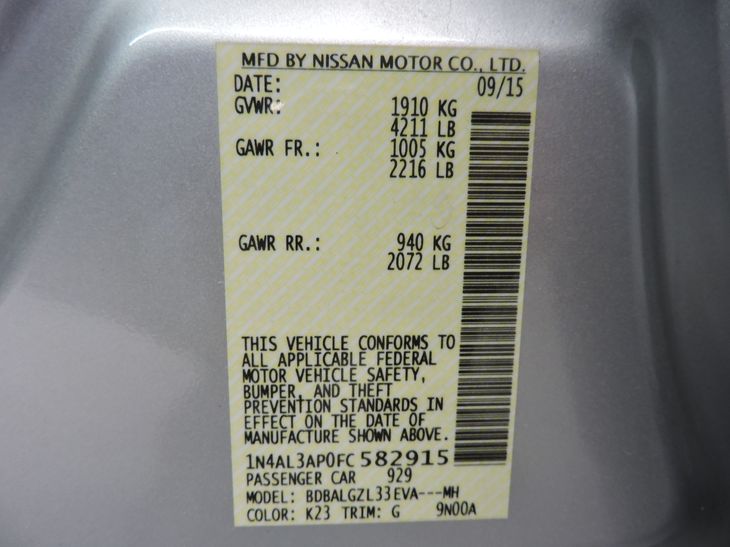 MFD BY NISSAN MOTOR CO., LTD.
DATE: 09/15
GVWR: 1910 KG
4211 LB
GAWR FR.: 1005 KG
2216 LB
GAWR RR.: 940 KG
2072 LB
THIS VEHICLE CONFORMS TO
ALL APPLICABLE FEDERAL
MOTOR VEHICLE SAFETY,
BUMPER, AND THEFT
PREVENTION STANDARDS IN
EFFECT ON THE DATE OF
MANUFACTURE SHOWN ABOVE.
1N4AL3AP0FC 582915
PASSENGER CAR 929
MODEL: BDBALGZL33EVA---MH
COLOR: K23 TRIM: G 9N00A